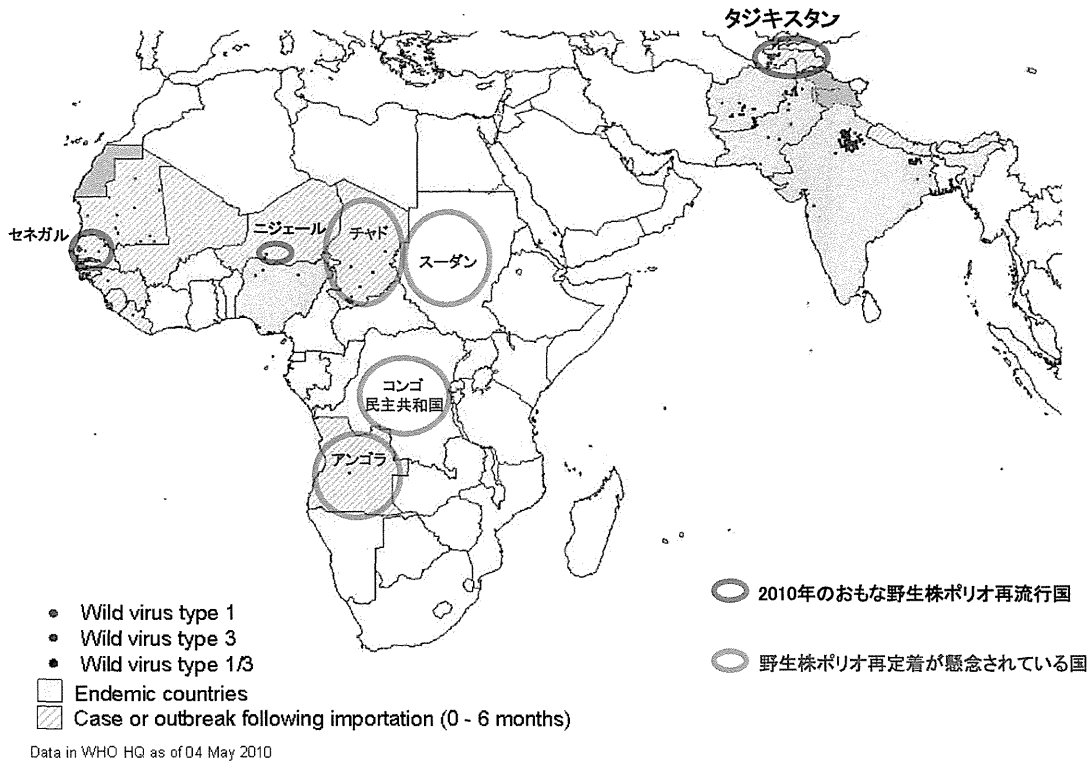 タジキスタン
セネガル
ニジェール
チャド
スーダン
コンゴ
民主共和国
アンゴラ
2010年のおもな野生株ポリオ再流行国
野生株ポリオ再定着が懸念されている国
Wild virus type 1
Wild virus type 3
Wild virus type 1/3
Endemic countries
Case or outbreak following importation (0 - 6 months)
Data in WHO HQ as of 04 May 2010